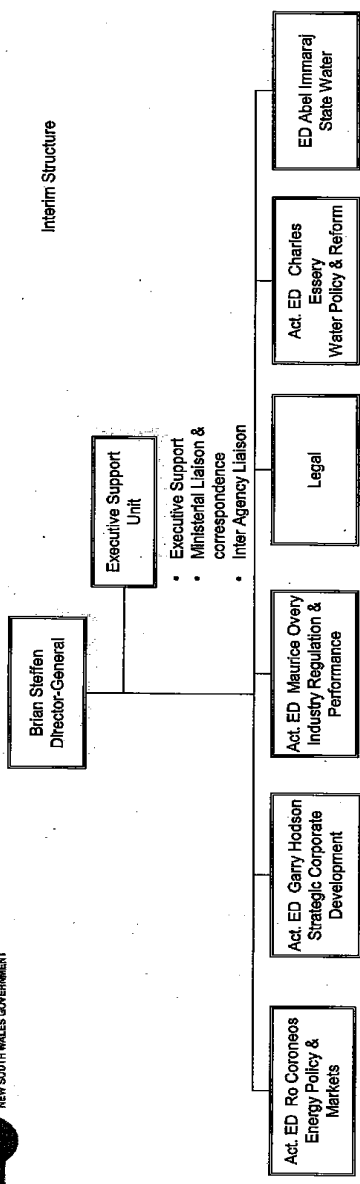 NEW SOUTH WALES GOVERNMENT
Interim Structure
Brian Steffen
Director-General
Executive Support
Unit
• Executive Support
• Ministerial Liaison &
correspondence
• Inter Agency Liaison
Act. ED Ro Coroneos
Energy Policy &
Markets
Act. ED Garry Hodson
Strategic Corporate
Development
Act. ED Maurice Overy
Industry Regulation &
Performance
Legal
Act. ED Charles
Essery
Water Policy & Reform
ED Abel Immaraj
State Water